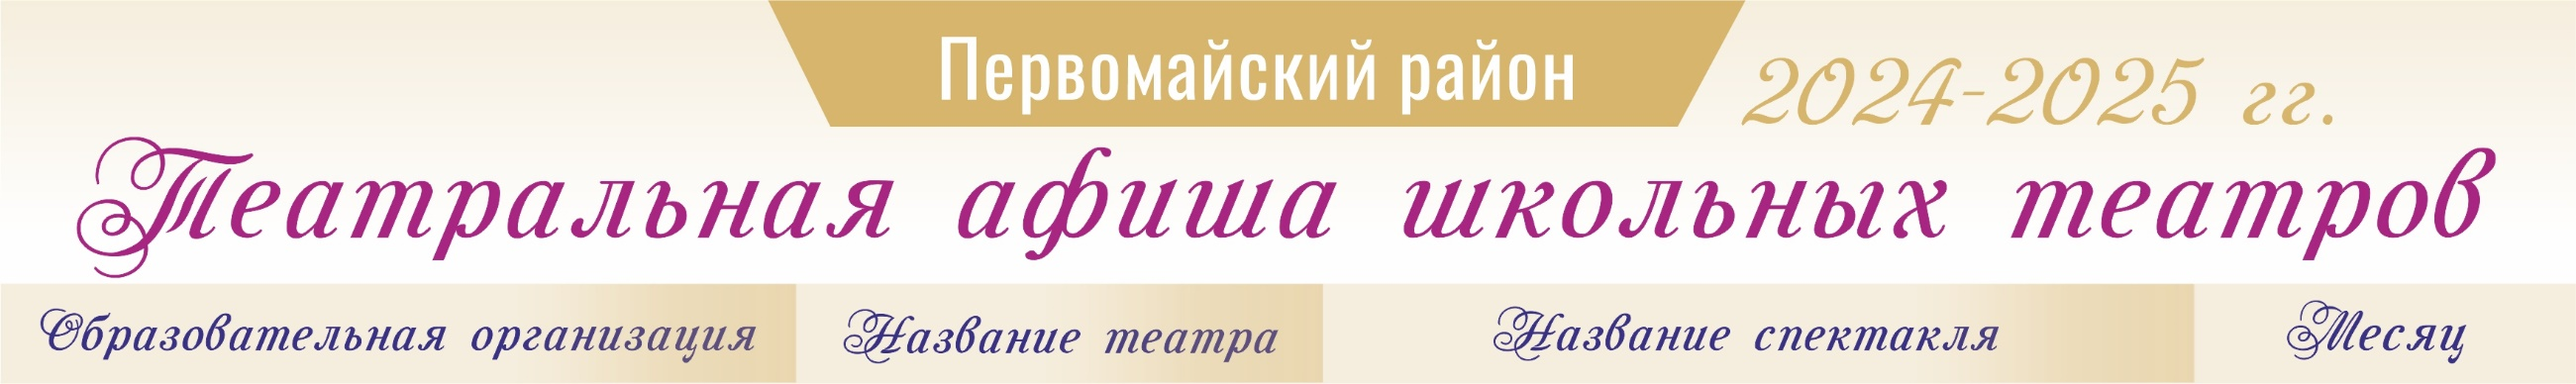 Первомайский район
2024-2025 гг.
Театральная афиша школьных театров
Образовательная организация
Название театра
Название спектакля
Месяц